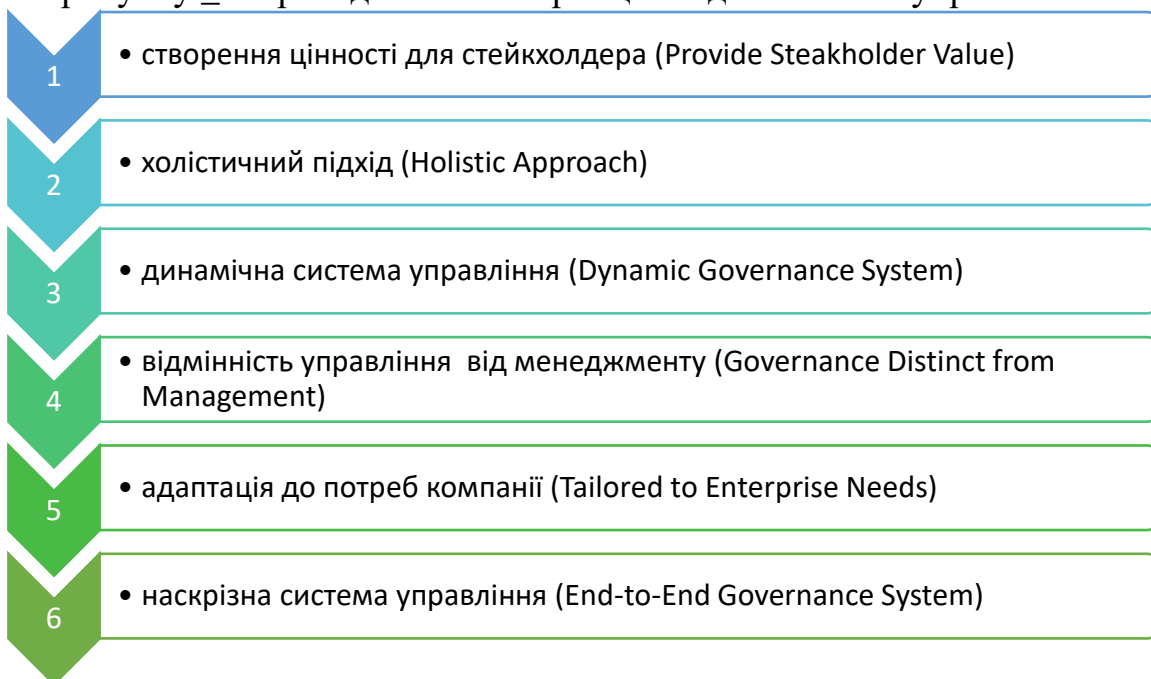 1
• створення цінності для стейкхолдера (Provide Steakholder Value)
2
• холістичний підхід (Holistic Approach)
3
• динамічна система управління (Dynamic Governance System)
4
• відмінність управління від менеджменту (Governance Distinct from
Management)
5
• адаптація до потреб компанії (Tailored to Enterprise Needs)
6
• наскрізна система управління (End-to-End Governance System)